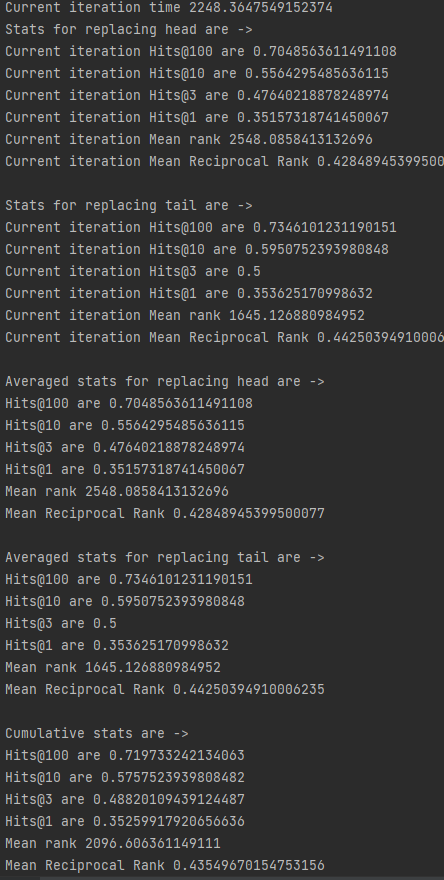 Current iteration time 2248.3647549152374
Stats for replacing head are ->
Current iteration Hits@100 are 0.7048563611491108
Current iteration Hits@10 are 0.5564295485636115
Current iteration Hits@3 are 0.47640218878248974
Current iteration Hits@1 are 0.35157318741450067
Current iteration Mean rank 2548.0858413132696
Current iteration Mean Reciprocal Rank 0.42848945399500
Stats for replacing tail are ->
Current iteration Hits@100 are 0.7346101231190151
Current iteration Hits@10 are 0.5950752393980848
Current iteration Hits@3 are 0.5
Current iteration Hits@1 are 0.353625170998632
Current iteration Mean rank 1645.126880984952
Current iteration Mean Reciprocal Rank 0.44250394910006
Averaged stats for replacing head are ->
Hits@100 are 0.7048563611491108
Hits@10 are 0.5564295485636115
Hits@3 are 0.47640218878248974
Hits@1 are 0.35157318741450067
Mean rank 2548.0858413132696
Mean Reciprocal Rank 0.42848945399500077
Averaged stats for replacing tail are ->
Hits@100 are 0.7346101231190151
Hits@10 are 0.5950752393980848
Hits@3 are 0.5
Hits@1 are 0.353625170998632
Mean rank 1645.126880984952
Mean Reciprocal Rank 0.44250394910006235
Cumulative stats are ->
Hits@100 are 0.719733242134063
Hits@10 are 0.5757523939808482
Hits@3 are 0.48820109439124487
Hits@1 are 0.35259917920656636
Mean rank 2096.606361149111
Mean Reciprocal Rank 0.43549670154753156